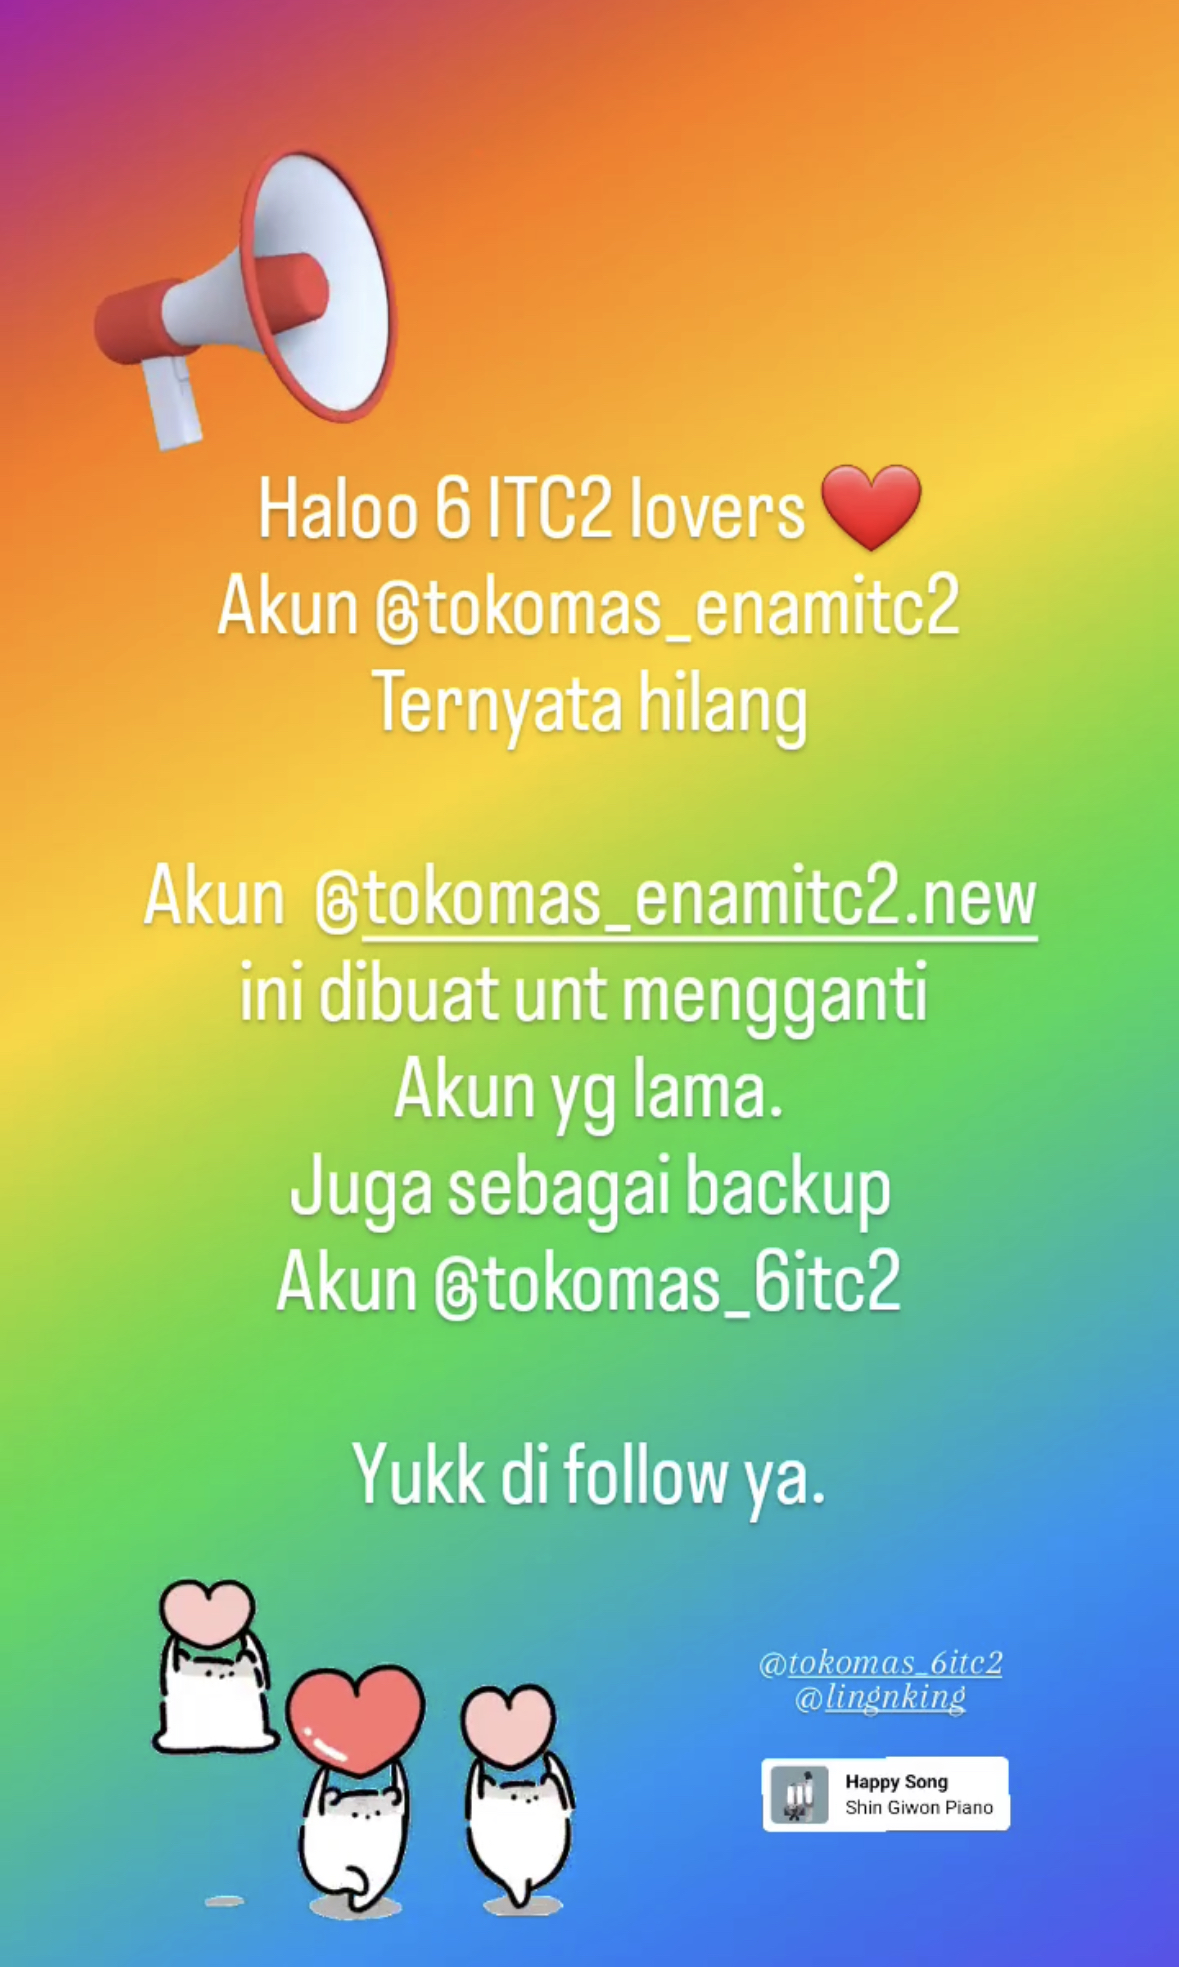 Haloo 6 ITC2 lovers ❤️
Akun @tokomas_enamitc2
Ternyata hilang
Akun @tokomas_enamitc2.new
ini dibuat unt mengganti
Akun yg lama.
Juga sebagai backup
Akun @tokomas_6itc2
Yukk di follow ya.
@tokomas_6itc2
@lingnking
Happy Song
Shin Giwon Piano